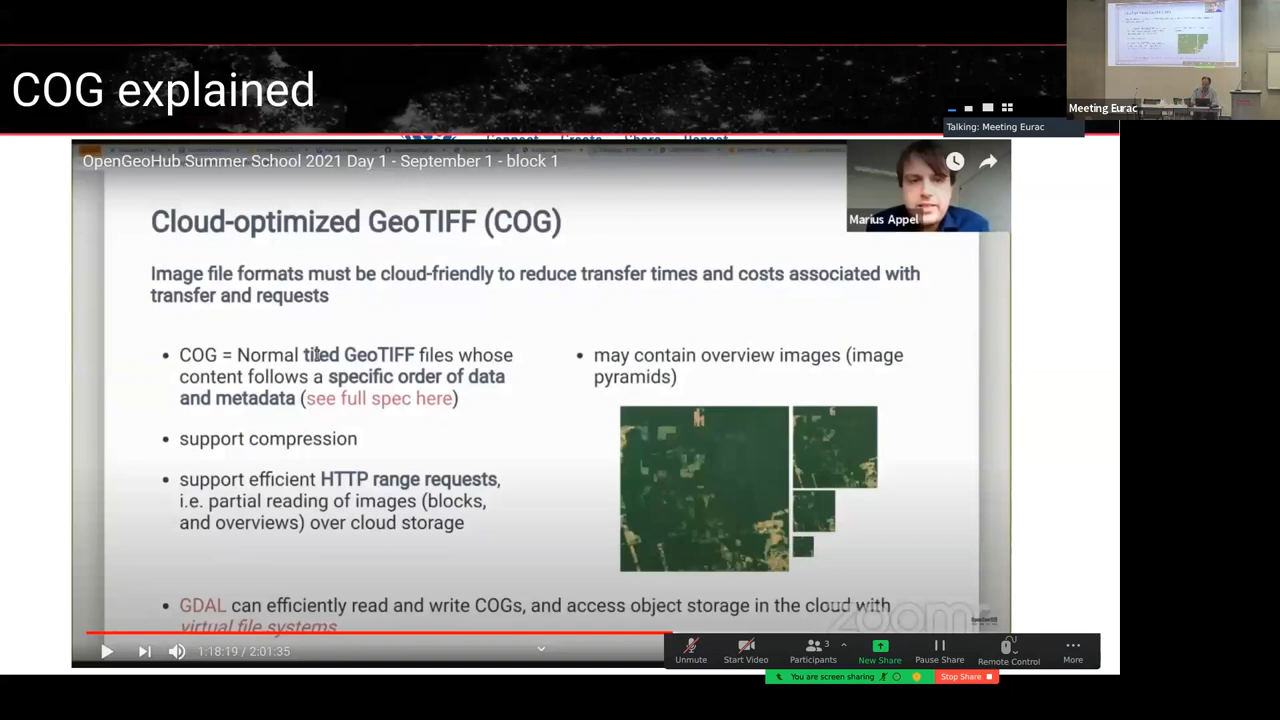 COG explained
Meeting Eurac
Talking: Meeting Eurac
Connect Create Share Repeat
OpenGeoHub Summer School 2021 Day 1 - September 1 - block 1
Marius Appel
Cloud-optimized GeoTIFF (COG)
Image file formats must be cloud-friendly to reduce transfer times and costs associated with
transfer and requests
• COG = Normal tiled GeoTIFF files whose
content follows a specific order of data
and metadata (see full spec here)
• support compression
• support efficient HTTP range requests,
i.e. partial reading of images (blocks,
and overviews) over cloud storage
• may contain overview images (image
pyramids)
• GDAL can efficiently read and write COGs, and access object storage in the cloud with
virtual file systems
zoom
1:18:19 / 2:01:35
Unmute
Start Video
Participants
3
New Share
Pause Share
Remote Control
More
You are screen sharing
Stop Share